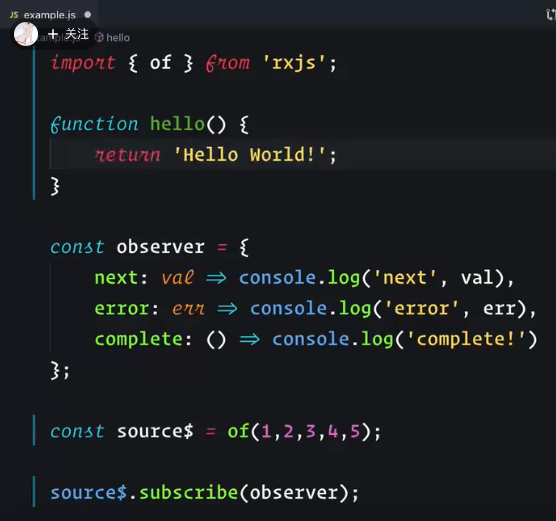 JS example.js
+ 关注
hello
import { of } from 'rxjs';
function hello() {
    return 'Hello World!';
}
const observer = {
    next: val => console.log('next', val),
    error: err => console.log('error', err),
    complete: () => console.log('complete!')
};
const source$ = of(1,2,3,4,5);
source$.subscribe(observer);